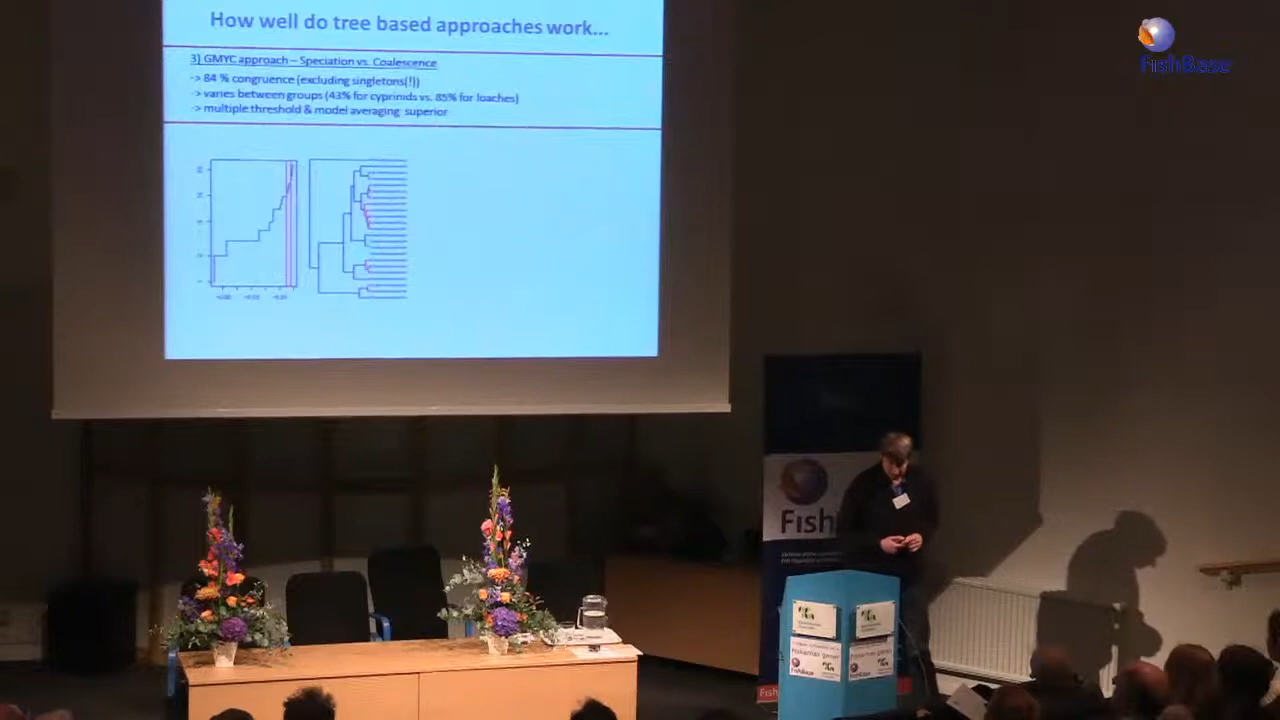 How well do tree based approaches work...
3) GMYC approach – Speciation vs. Coalescence
-> 84 % congruence (excluding singletons(!))
-> varies between groups (43% for cyprinids vs. 85% for loaches)
-> multiple threshold & model averaging superior
FishBase
Fish
Fish